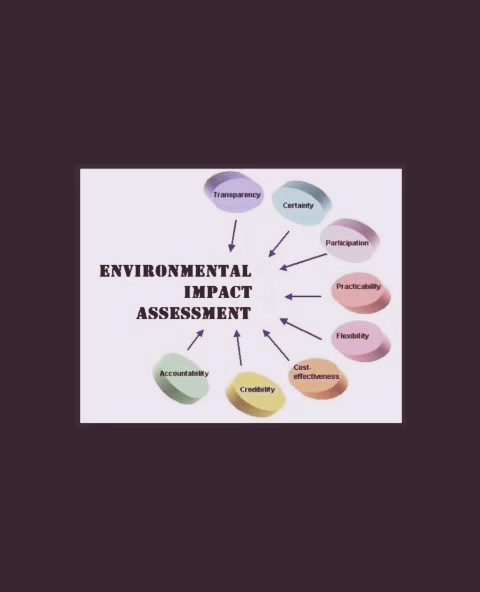 Transparency
Certainty
Participation
ENVIRONMENTAL
IMPACT
ASSESSMENT
Practicability
Flexibility
Cost-
effectiveness
Accountability
Credibility